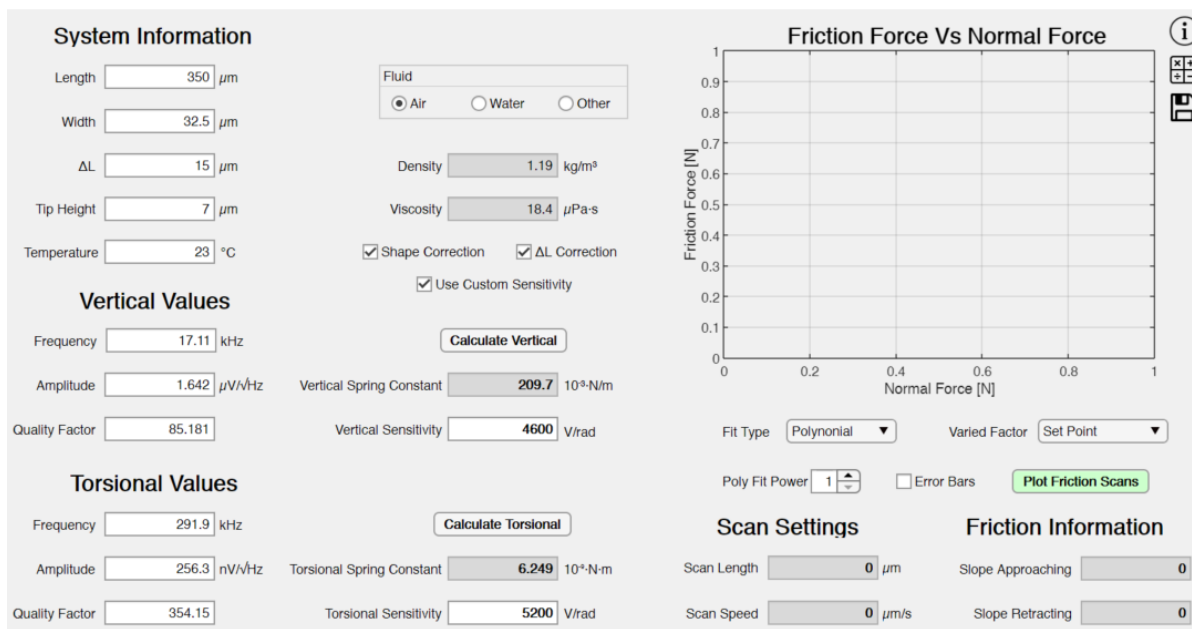 System Information
Length 350 μm
Width 32.5 μm
ΔL 15 μm
Tip Height 7 μm
Temperature 23 °C
Fluid
Air Water Other
Density 1.19 kg/m³
Viscosity 18.4 μPa·s
Shape Correction ΔL Correction
Use Custom Sensitivity
Vertical Values
Frequency 17.11 kHz
Amplitude 1.642 μV/√Hz
Quality Factor 85.181
Calculate Vertical
Vertical Spring Constant 209.7 10⁻³·N/m
Vertical Sensitivity 4600 V/rad
Torsional Values
Frequency 291.9 kHz
Amplitude 256.3 nV/√Hz
Quality Factor 354.15
Calculate Torsional
Torsional Spring Constant 6.249 N·m
Torsional Sensitivity 5200 V/rad
Friction Force Vs Normal Force
Friction Force [N]
1
0.9
0.8
0.7
0.6
0.5
0.4
0.3
0.2
0.1
0
0 0.2 0.4 0.6 0.8 1
Normal Force [N]
Fit Type Polynonial Varied Factor Set Point
Poly Fit Power 1 Error Bars Plot Friction Scans
Scan Settings
Scan Length 0 μm
Scan Speed 0 μm/s
Friction Information
Slope Approaching 0
Slope Retracting 0